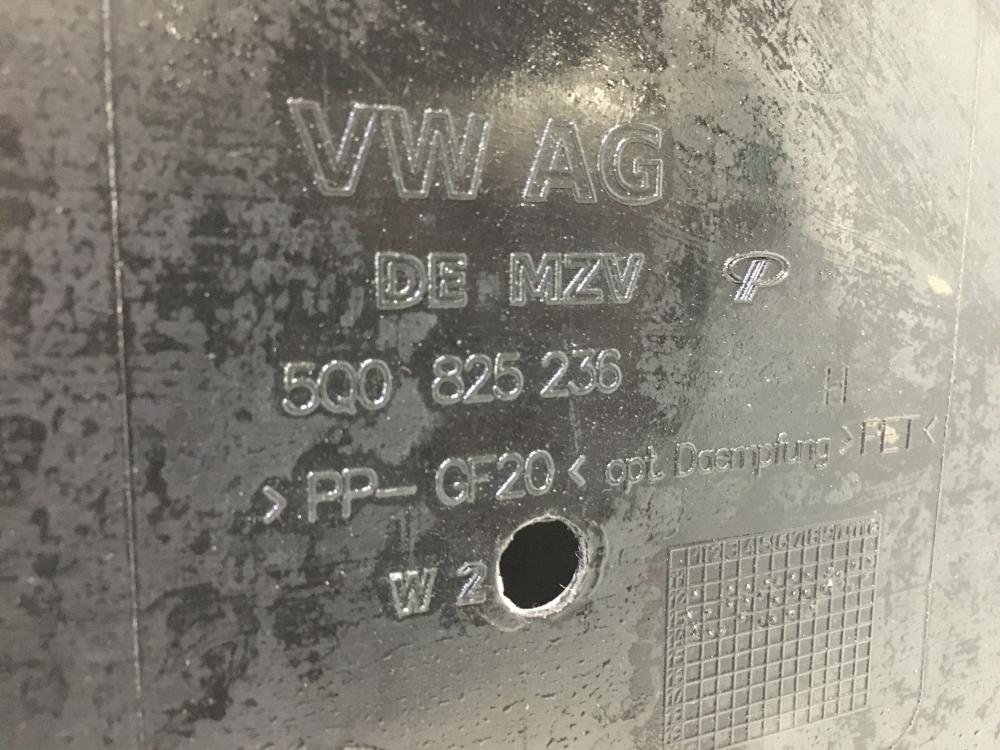 VW AG
DE MZV
5Q0 825 236 H
>PP-GF20< opt. Daempfung >PET<
W 2